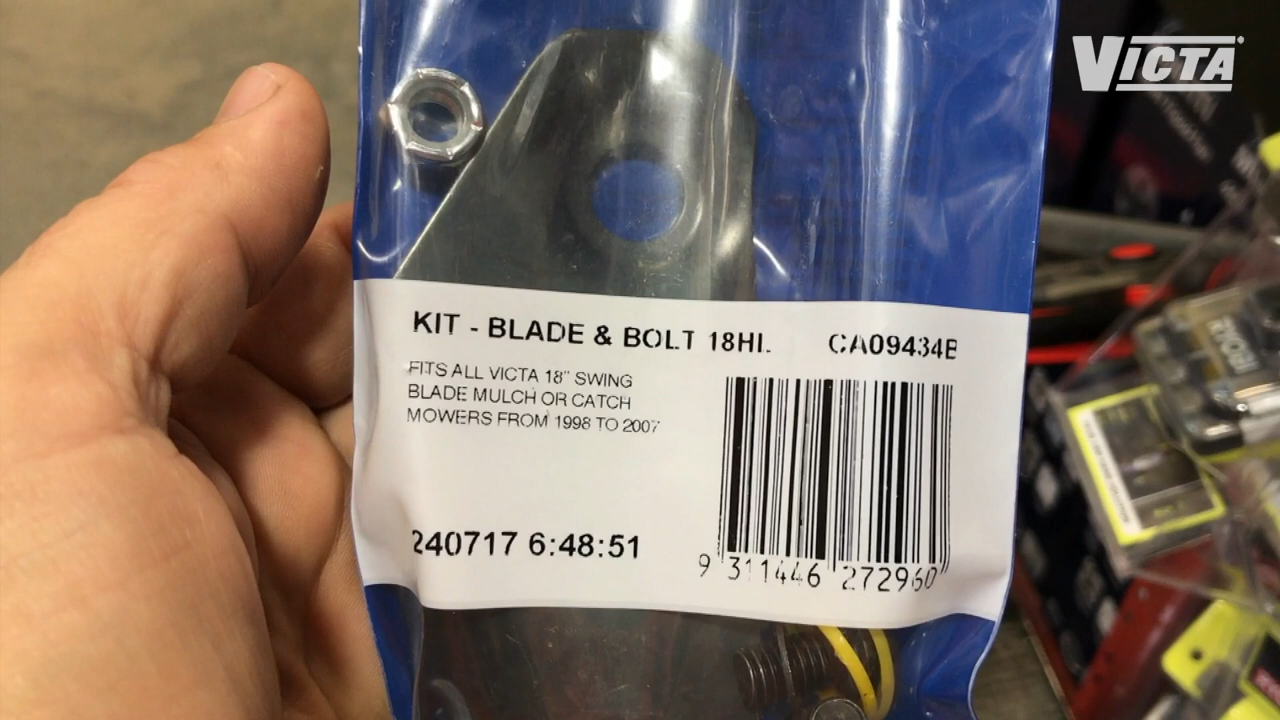 VICTA
KIT - BLADE & BOLT 18HL CA09434B
FITS ALL VICTA 18" SWING
BLADE MULCH OR CATCH
MOWERS FROM 1998 TO 2007
240717 6:48:51
9 311446 272960
RYOBI